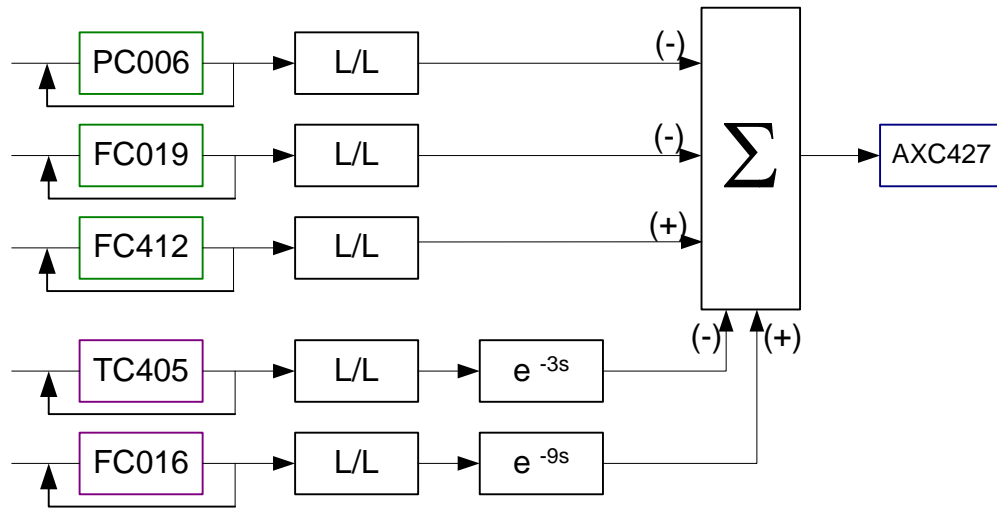 PC006 L/L (-)
FC019 L/L (-)
FC412 L/L (+)
Σ
AXC427
(-) (+)
TC405 L/L e -3s
FC016 L/L e -9s